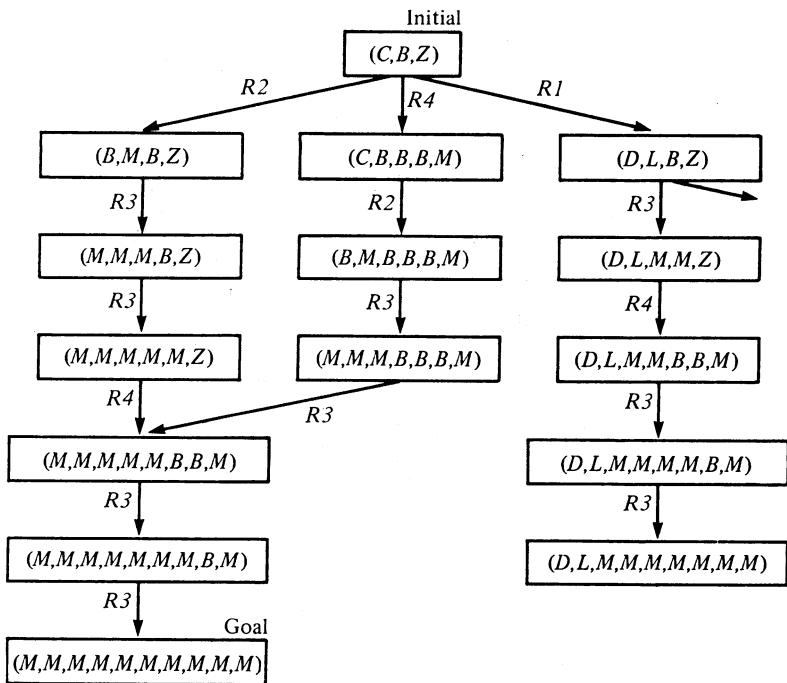 Initial
(C,B,Z)
R2
R4
R1
(B,M,B,Z)
(C,B,B,B,M)
(D,L,B,Z)
R3
R2
R3
(M,M,M,B,Z)
(B,M,B,B,B,M)
(D,L,M,M,Z)
R3
R3
R4
(M,M,M,M,M,Z)
(M,M,M,B,B,B,M)
(D,L,M,M,B,B,M)
R4
R3
R3
(M,M,M,M,M,B,B,M)
(D,L,M,M,M,M,B,M)
R3
R3
(M,M,M,M,M,M,M,B,M)
(D,L,M,M,M,M,M,M,M)
R3
Goal
(M,M,M,M,M,M,M,M,M,M)